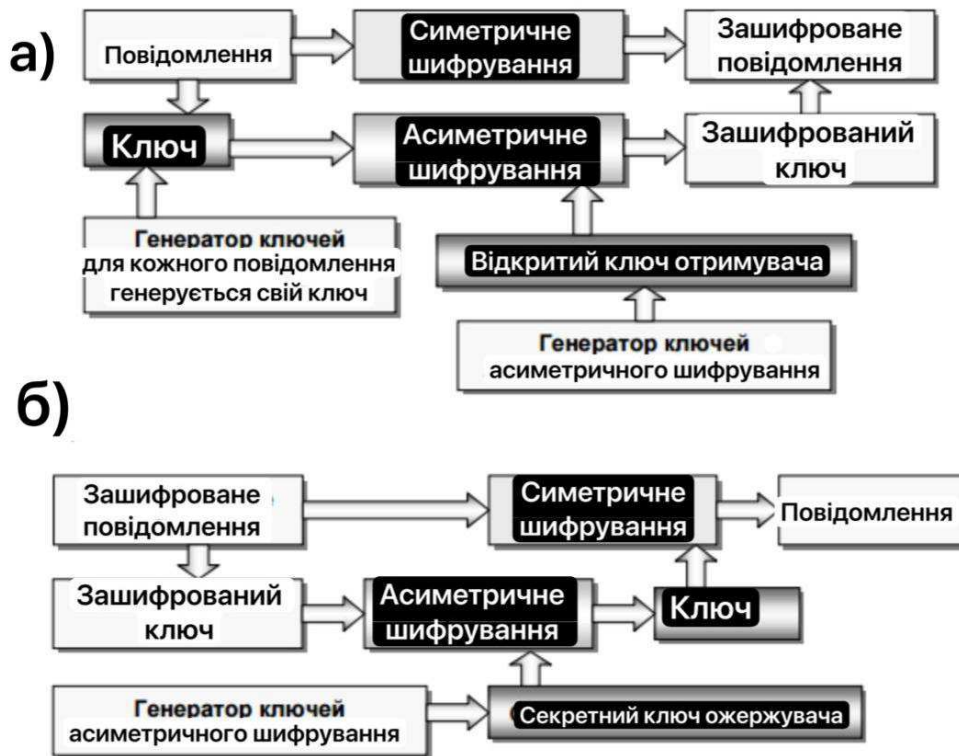 а)
Повідомлення
Симетричне
шифрування
Зашифроване
повідомлення
Ключ
Асиметричне
шифрування
Зашифрований
ключ
Генератор ключей
для кожного повідомлення
генерується свій ключ
Відкритий ключ отримувача
Генератор ключей
асиметричного шифрування
б)
Зашифроване
повідомлення
Симетричне
шифрування
Повідомлення
Зашифрований
ключ
Асиметричне
шифрування
Ключ
Генератор ключей
асиметричного шифрування
Секретний ключ ожержувача